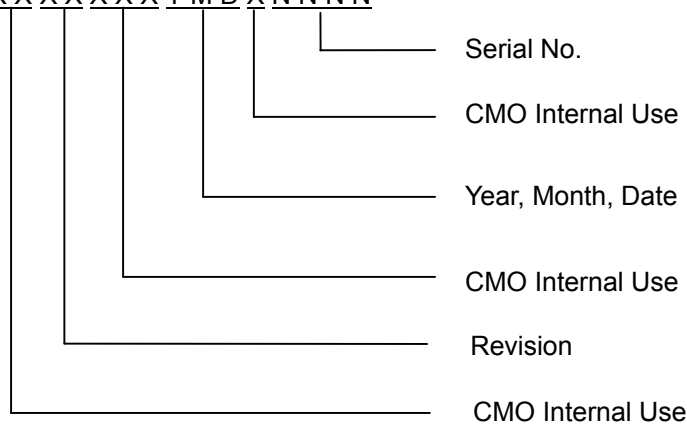 X X X X X X X Y M D X N N N N
Serial No.
CMO Internal Use
Year, Month, Date
CMO Internal Use
Revision
CMO Internal Use